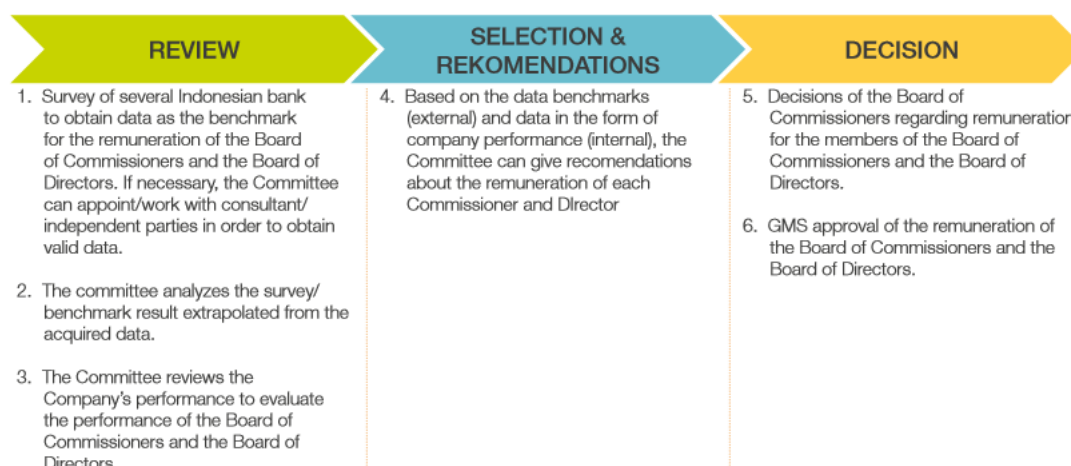 REVIEW
1. Survey of several Indonesian bank
to obtain data as the benchmark
for the remuneration of the Board
of Commissioners and the Board of
Directors. If necessary, the Committee
can appoint/work with consultant/
independent parties in order to obtain
valid data.
2. The committee analyzes the survey/
benchmark result extrapolated from the
acquired data.
3. The Committee reviews the
Company's performance to evaluate
the performance of the Board of
Commissioners and the Board of
Directors
SELECTION &
REKOMENDATIONS
4. Based on the data benchmarks
(external) and data in the form of
company performance (internal), the
Committee can give recomendations
about the remuneration of each
Commissioner and DIrector
DECISION
5. Decisions of the Board of
Commissioners regarding remuneration
for the members of the Board of
Commissioners and the Board of
Directors.
6. GMS approval of the remuneration of
the Board of Commissioners and the
Board of Directors.